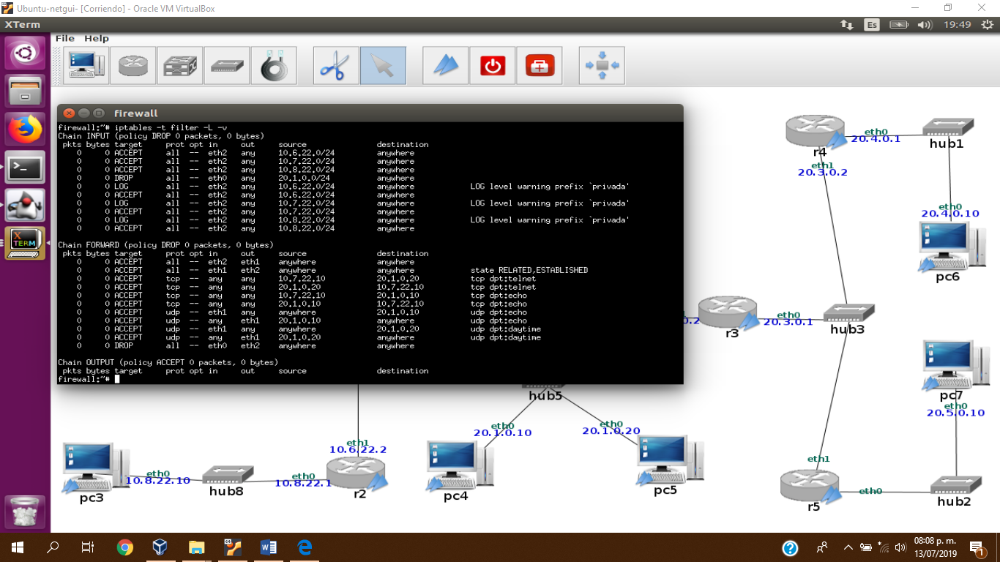 Ubuntu-netgui- [Corriendo] - Oracle VM VirtualBox
XTerm
Es
19:49
File Help
firewall
firewall:~# iptables -t filter -L -v
Chain INPUT (policy DROP 0 packets, 0 bytes)
pkts bytes target prot opt in out source destination
0 0 ACCEPT all -- eth2 any 10.6.22.0/24 anywhere
0 0 ACCEPT all -- eth2 any 10.7.22.0/24 anywhere
0 0 ACCEPT all -- eth2 any 10.8.22.0/24 anywhere
0 0 DROP all -- eth0 any 20.1.0.0/24 anywhere
0 0 LOG all -- eth2 any 10.6.22.0/24 anywhere LOG level warning prefix `privada'
0 0 ACCEPT all -- eth2 any 10.6.22.0/24 anywhere
0 0 LOG all -- eth2 any 10.7.22.0/24 anywhere LOG level warning prefix `privada'
0 0 ACCEPT all -- eth2 any 10.7.22.0/24 anywhere
0 0 LOG all -- eth2 any 10.8.22.0/24 anywhere LOG level warning prefix `privada'
0 0 ACCEPT all -- eth2 any 10.8.22.0/24 anywhere
Chain FORWARD (policy DROP 0 packets, 0 bytes)
pkts bytes target prot opt in out source destination
0 0 ACCEPT all -- eth2 eth1 anywhere anywhere
0 0 ACCEPT all -- eth1 eth2 anywhere anywhere state RELATED,ESTABLISHED
0 0 ACCEPT tcp -- any any 10.7.22.10 20.1.0.20 tcp dpt:telnet
0 0 ACCEPT tcp -- any any 20.1.0.20 10.7.22.10 tcp dpt:telnet
0 0 ACCEPT tcp -- any any 10.7.22.10 20.1.0.10 tcp dpt:echo
0 0 ACCEPT tcp -- any any 20.1.0.10 10.7.22.10 tcp dpt:echo
0 0 ACCEPT udp -- eth1 any anywhere 20.1.0.10 udp dpt:echo
0 0 ACCEPT udp -- any eth1 20.1.0.10 anywhere udp dpt:echo
0 0 ACCEPT udp -- eth1 any anywhere 20.1.0.20 udp dpt:daytime
0 0 ACCEPT udp -- any eth1 20.1.0.20 anywhere udp dpt:daytime
0 0 DROP all -- eth0 eth2 anywhere anywhere
Chain OUTPUT (policy ACCEPT 0 packets, 0 bytes)
pkts bytes target prot opt in out source destination
firewall:~#
X
TERM
eth0
20.4.0.1
r4
hub1
eth1
20.3.0.2
eth0
20.4.0.10
pc6
r3
eth0
20.3.0.1
hub3
pc7
eth0
20.5.0.10
hub5
eth0
20.1.0.10
eth0
20.1.0.20
eth1
10.6.22.2
pc3
eth0
10.8.22.10
hub8
eth0
10.8.22.1
r2
pc4
pc5
eth1
r5
eth0
hub2
08:08 p. m.
13/07/2019
1